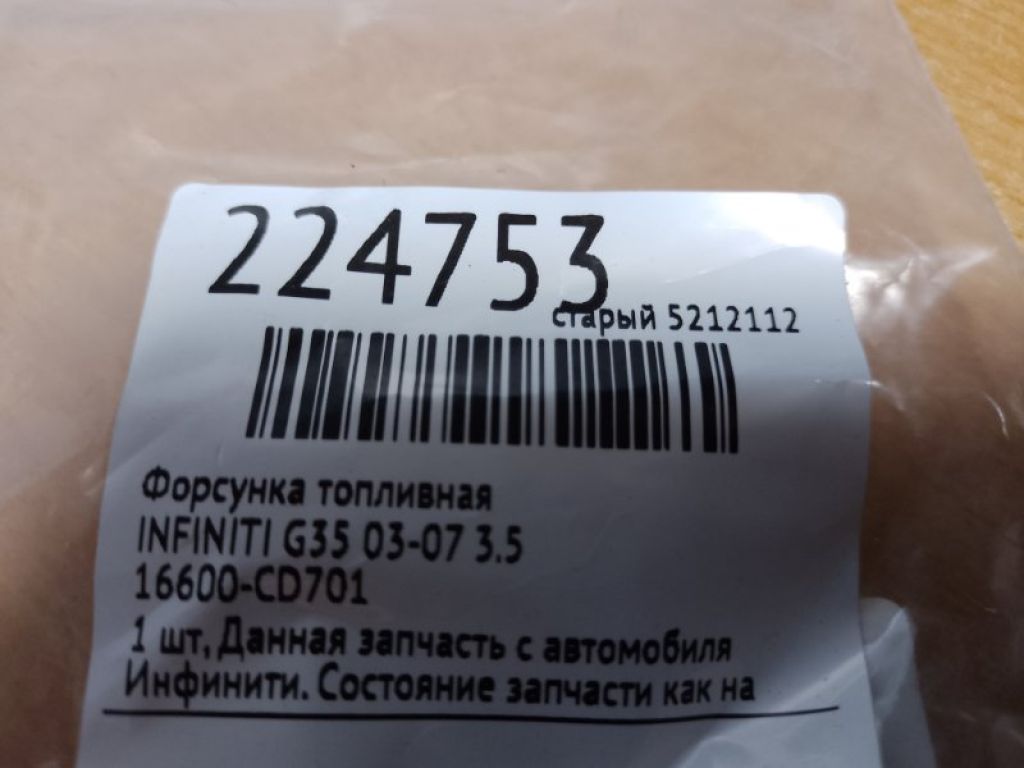 224753
старый 5212112
Форсунка топливная
INFINITI G35 03-07 3.5
16600-CD701
1 шт, Данная запчасть с автомобиля
Инфинити. Состояние запчасти как на